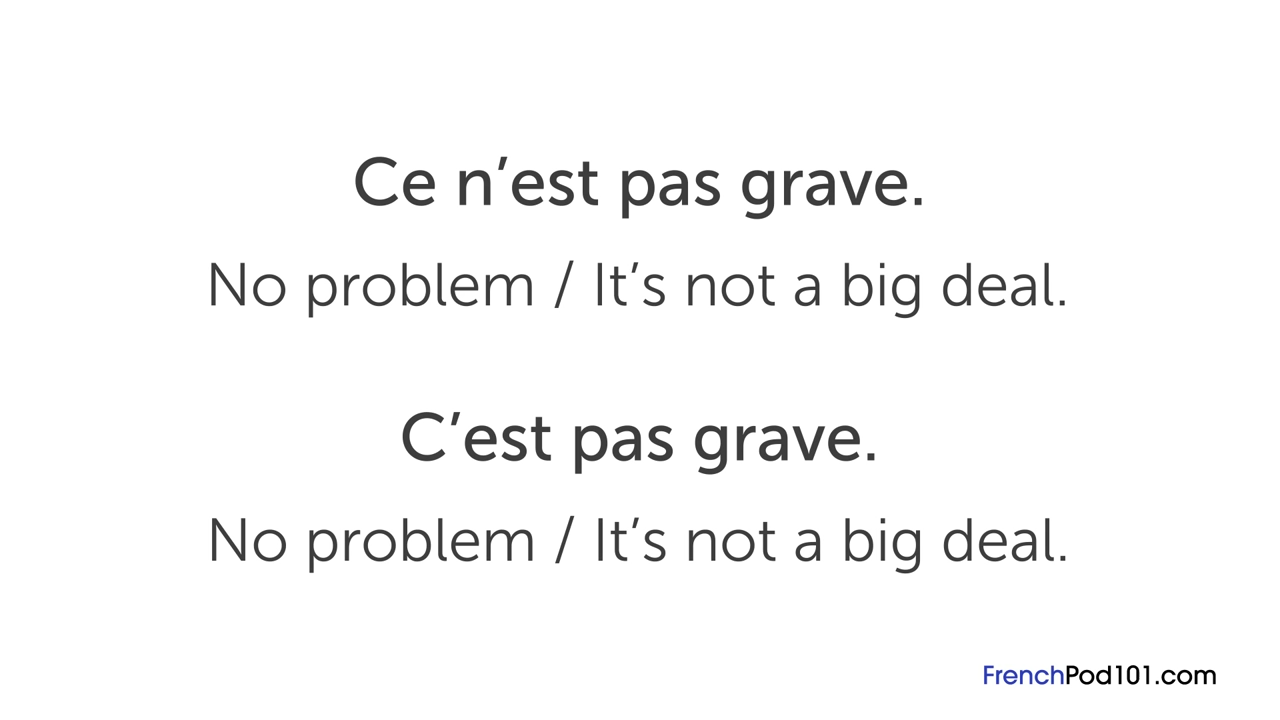 Ce n’est pas grave.
No problem / It’s not a big deal.
C’est pas grave.
No problem / It’s not a big deal.
FrenchPod101.com